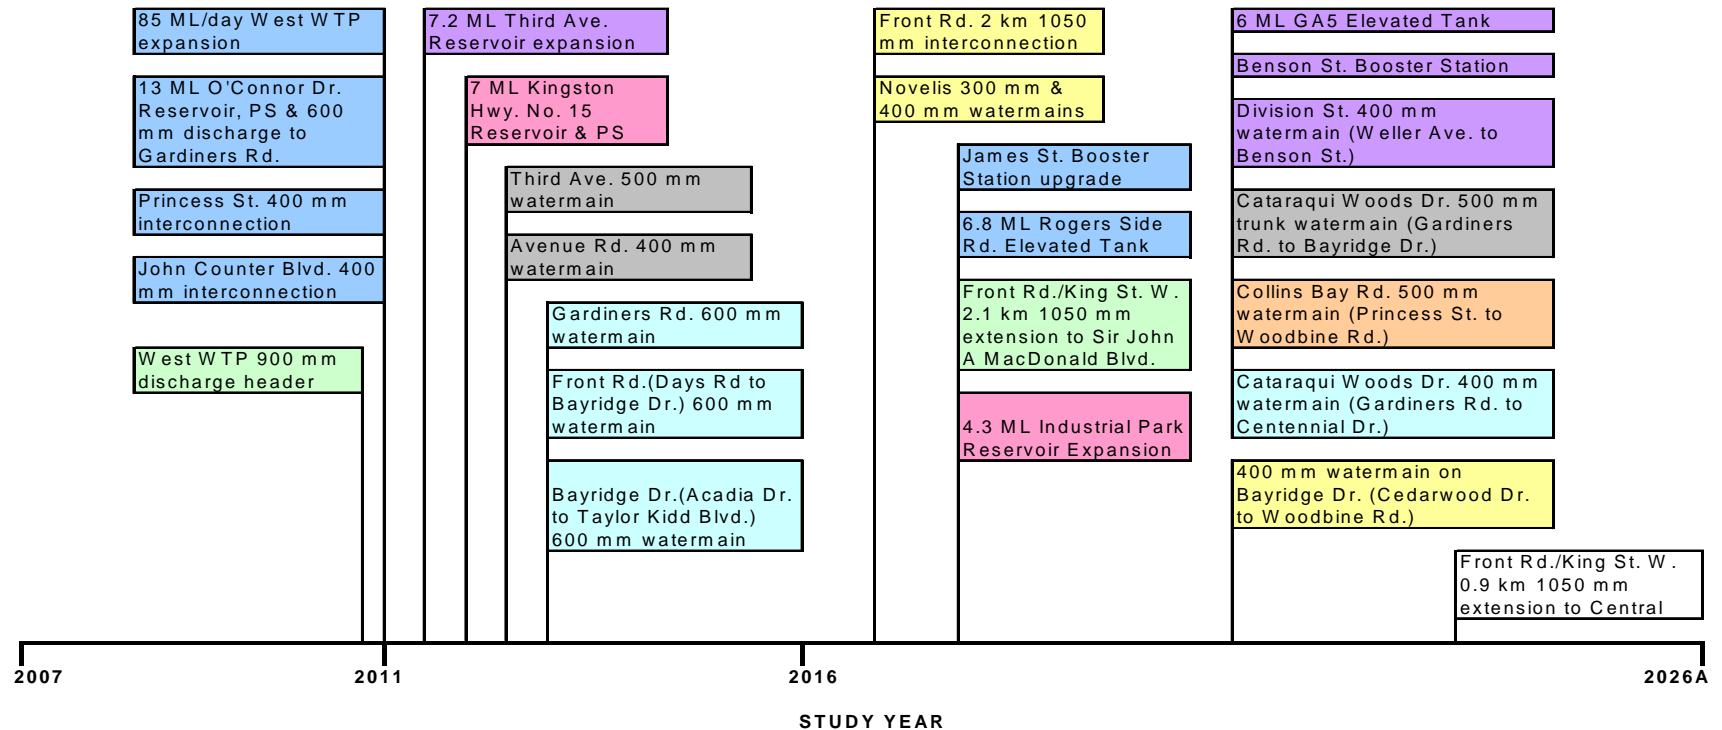 85 ML/day West WTP
expansion
13 ML O'Connor Dr.
Reservoir, PS & 600
mm discharge to
Gardiners Rd.
Princess St. 400 mm
interconnection
John Counter Blvd. 400
mm interconnection
West WTP 900 mm
discharge header
7.2 ML Third Ave.
Reservoir expansion
7 ML Kingston
Hwy. No. 15
Reservoir & PS
Third Ave. 500 mm
watermain
Avenue Rd. 400 mm
watermain
Gardiners Rd. 600 mm
watermain
Front Rd.(Days Rd to
Bayridge Dr.) 600 mm
watermain
Bayridge Dr.(Acadia Dr.
to Taylor Kidd Blvd.)
600 mm watermain
Front Rd. 2 km 1050
mm interconnection
Novelis 300 mm &
400 mm watermains
James St. Booster
Station upgrade
6.8 ML Rogers Side
Rd. Elevated Tank
Front Rd./King St. W.
2.1 km 1050 mm
extension to Sir John
A MacDonald Blvd.
4.3 ML Industrial Park
Reservoir Expansion
6 ML GA5 Elevated Tank
Benson St. Booster Station
Division St. 400 mm
watermain (Weller Ave. to
Benson St.)
Cataraqui Woods Dr. 500 mm
trunk watermain (Gardiners
Rd. to Bayridge Dr.)
Collins Bay Rd. 500 mm
watermain (Princess St. to
Woodbine Rd.)
Cataraqui Woods Dr. 400 mm
watermain (Gardiners Rd. to
Centennial Dr.)
400 mm watermain on
Bayridge Dr. (Cedarwood Dr.
to Woodbine Rd.)
Front Rd./King St. W.
0.9 km 1050 mm
extension to Central
2007
2011
2016
2026A
STUDY YEAR